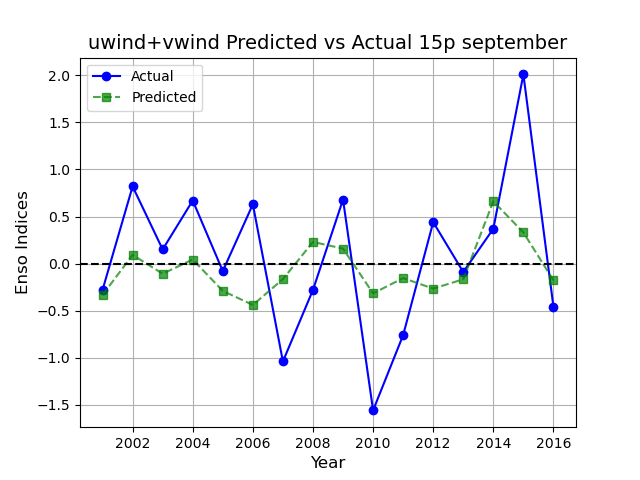 uwind+vwind Predicted vs Actual 15p september
Actual
Predicted
2.0
1.5
1.0
0.5
0.0
−0.5
−1.0
−1.5
Enso Indices
2002 2004 2006 2008 2010 2012 2014 2016
Year